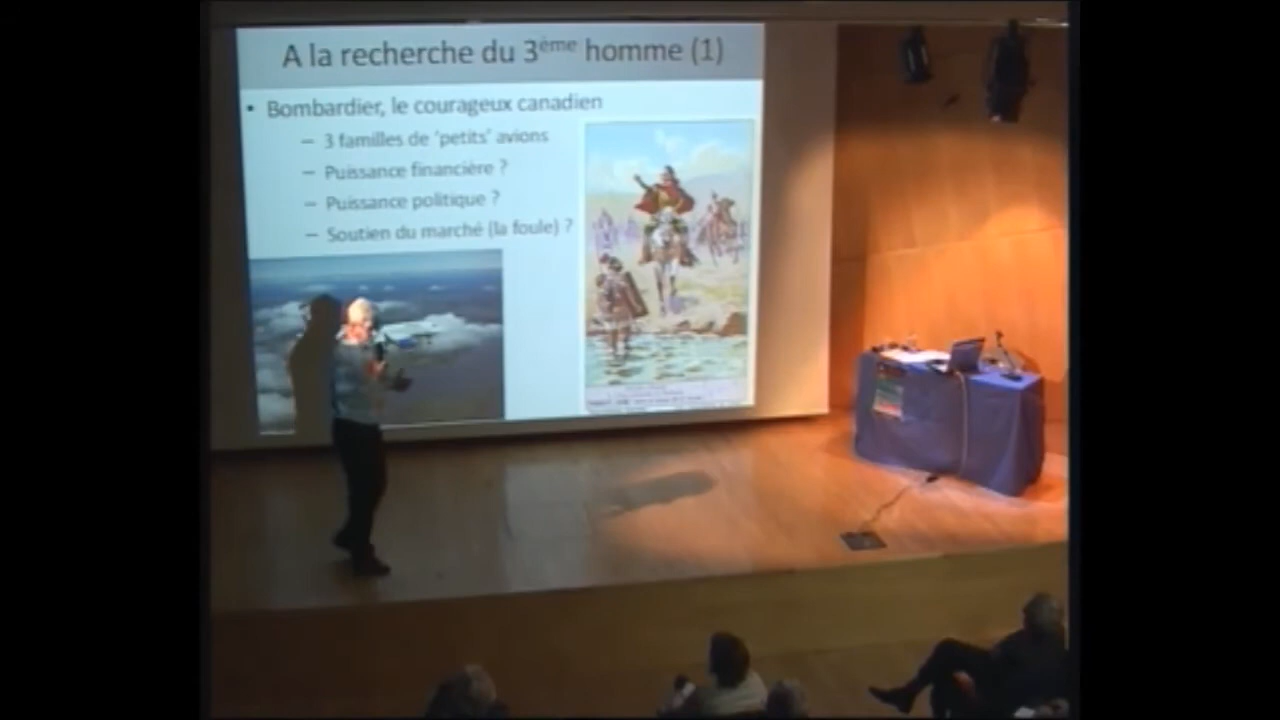 A la recherche du 3ème homme (1)
• Bombardier, le courageux canadien
– 3 familles de 'petits' avions
– Puissance financière ?
– Puissance politique ?
– Soutien du marché (la foule) ?